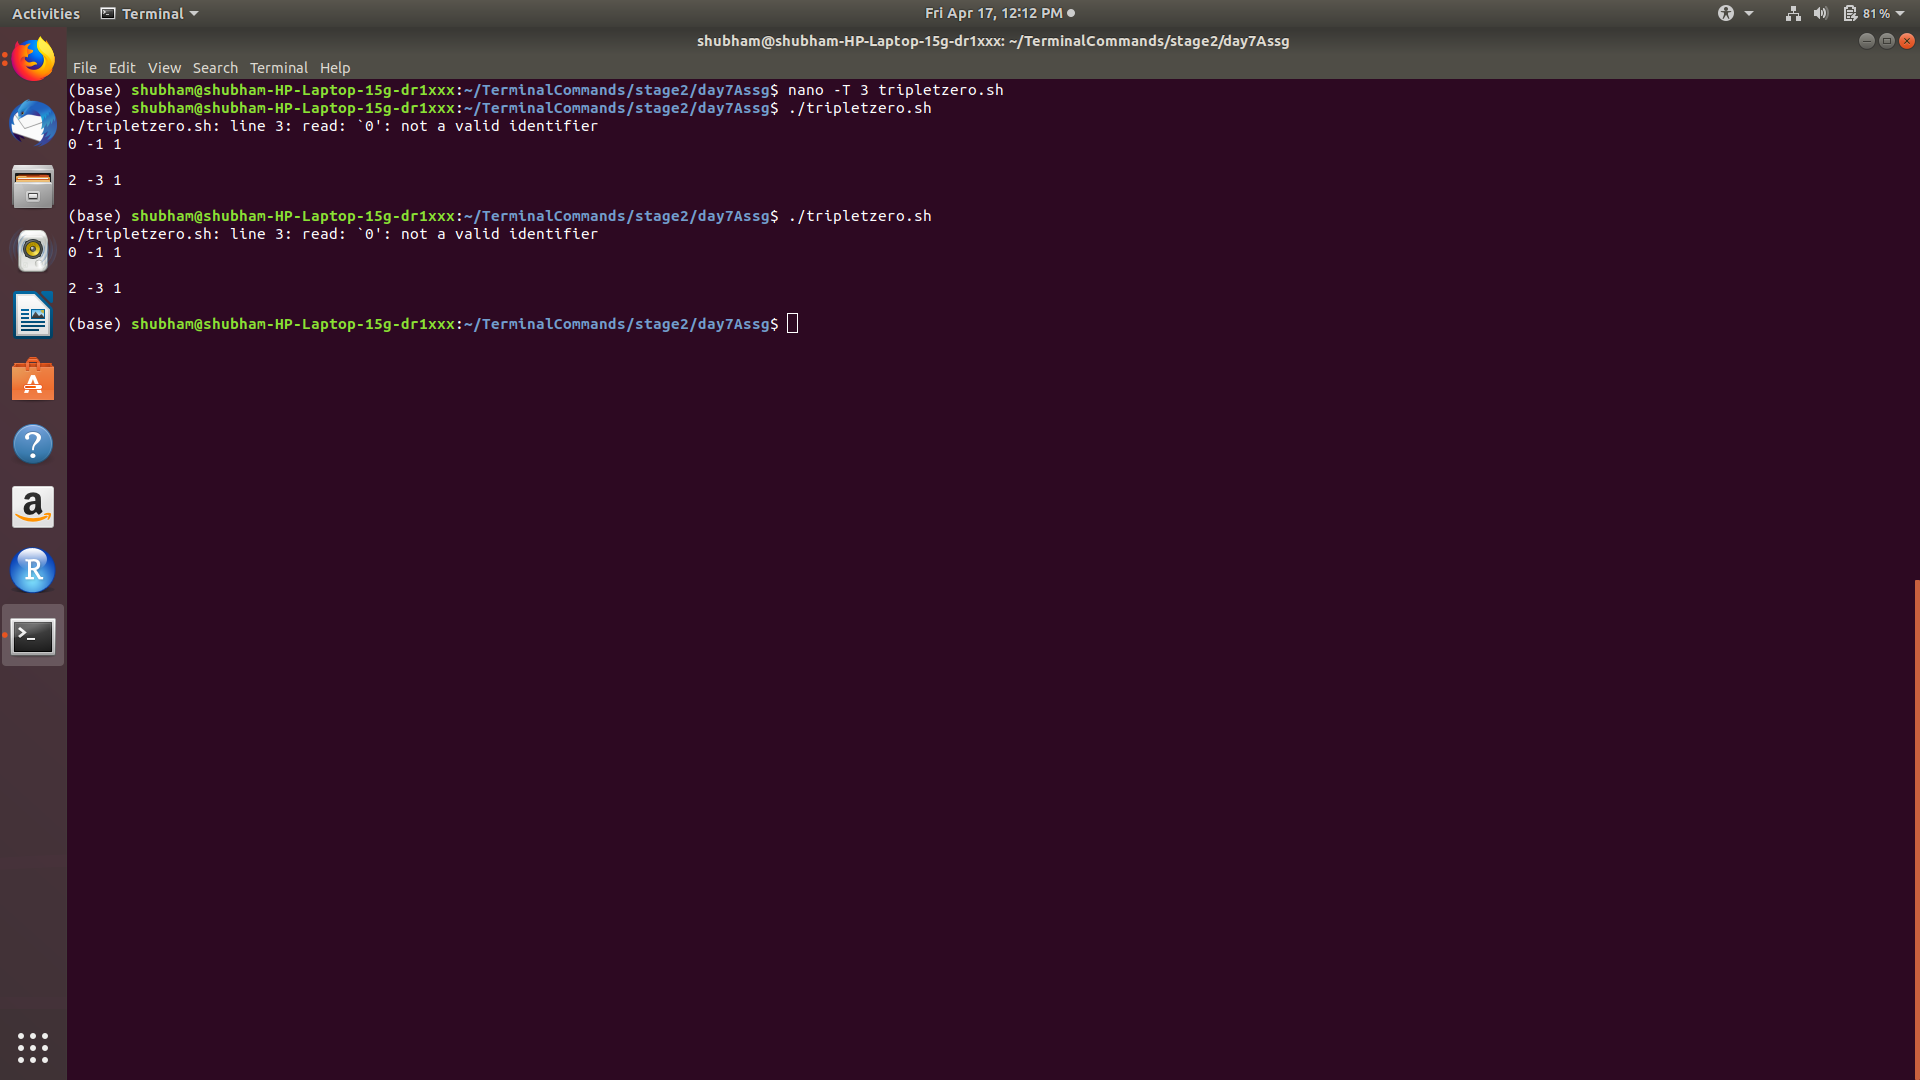 Activities Terminal Fri Apr 17, 12:12 PM 81 %
shubham@shubham-HP-Laptop-15g-dr1xxx: ~/TerminalCommands/stage2/day7Assg
File Edit View Search Terminal Help
(base) shubham@shubham-HP-Laptop-15g-dr1xxx:~/TerminalCommands/stage2/day7Assg$ nano -T 3 tripletzero.sh
(base) shubham@shubham-HP-Laptop-15g-dr1xxx:~/TerminalCommands/stage2/day7Assg$ ./tripletzero.sh
./tripletzero.sh: line 3: read: `0': not a valid identifier
0 -1 1
2 -3 1
(base) shubham@shubham-HP-Laptop-15g-dr1xxx:~/TerminalCommands/stage2/day7Assg$ ./tripletzero.sh
./tripletzero.sh: line 3: read: `0': not a valid identifier
0 -1 1
2 -3 1
(base) shubham@shubham-HP-Laptop-15g-dr1xxx:~/TerminalCommands/stage2/day7Assg$